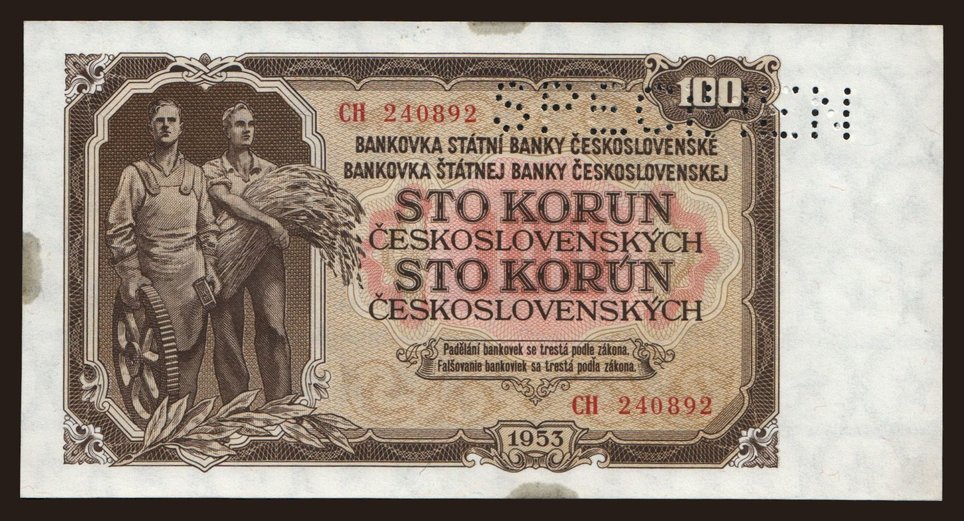 CH 240892
SPECIMEN
100
BANKOVKA STÁTNÍ BANKY ČESKOSLOVENSKÉ
BANKOVKA ŠTÁTNEJ BANKY ČESKOSLOVENSKEJ
STO KORUN
ČESKOSLOVENSKÝCH
STO KORÚN
ČESKOSLOVENSKÝCH
Padělání bankovek se trestá podle zákona.
Falšovanie bankoviek sa trestá podľa zákona.
CH 240892
1953